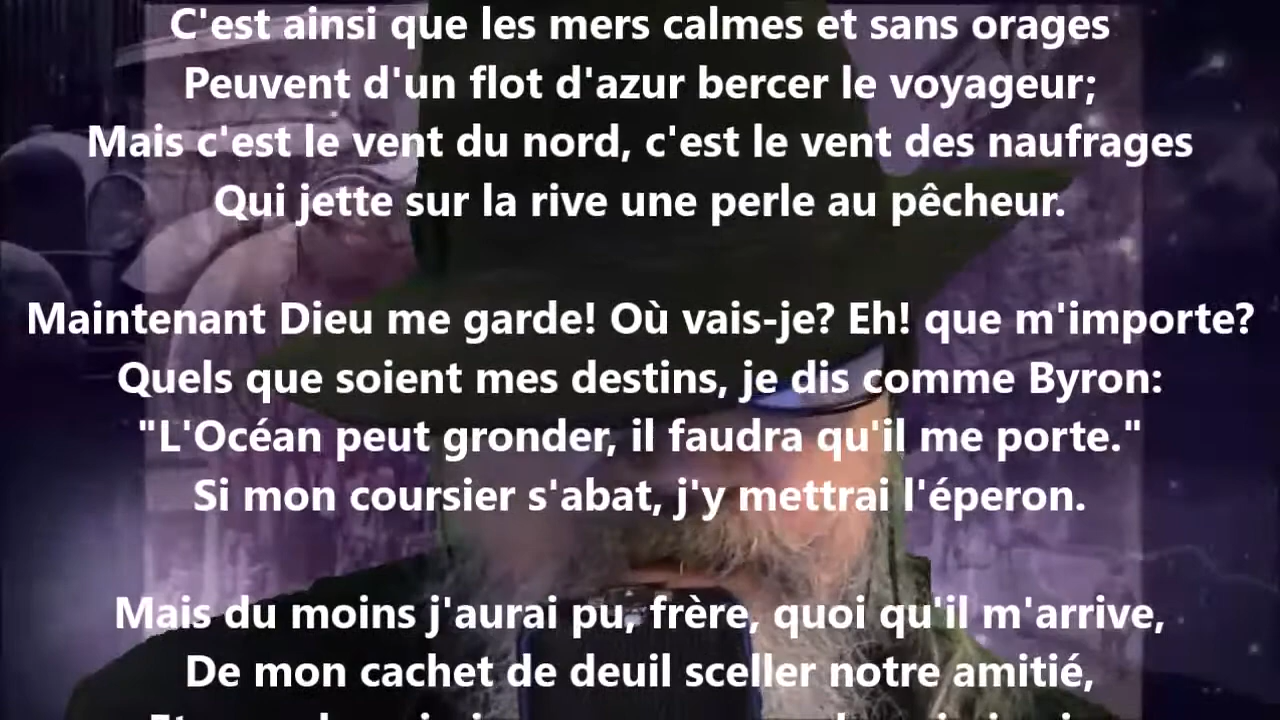 C'est ainsi que les mers calmes et sans orages
Peuvent d'un flot d'azur bercer le voyageur;
Mais c'est le vent du nord, c'est le vent des naufrages
Qui jette sur la rive une perle au pêcheur.
Maintenant Dieu me garde! Où vais-je? Eh! que m'importe?
Quels que soient mes destins, je dis comme Byron:
"L'Océan peut gronder, il faudra qu'il me porte."
Si mon coursier s'abat, j'y mettrai l'éperon.
Mais du moins j'aurai pu, frère, quoi qu'il m'arrive,
De mon cachet de deuil sceller notre amitié,